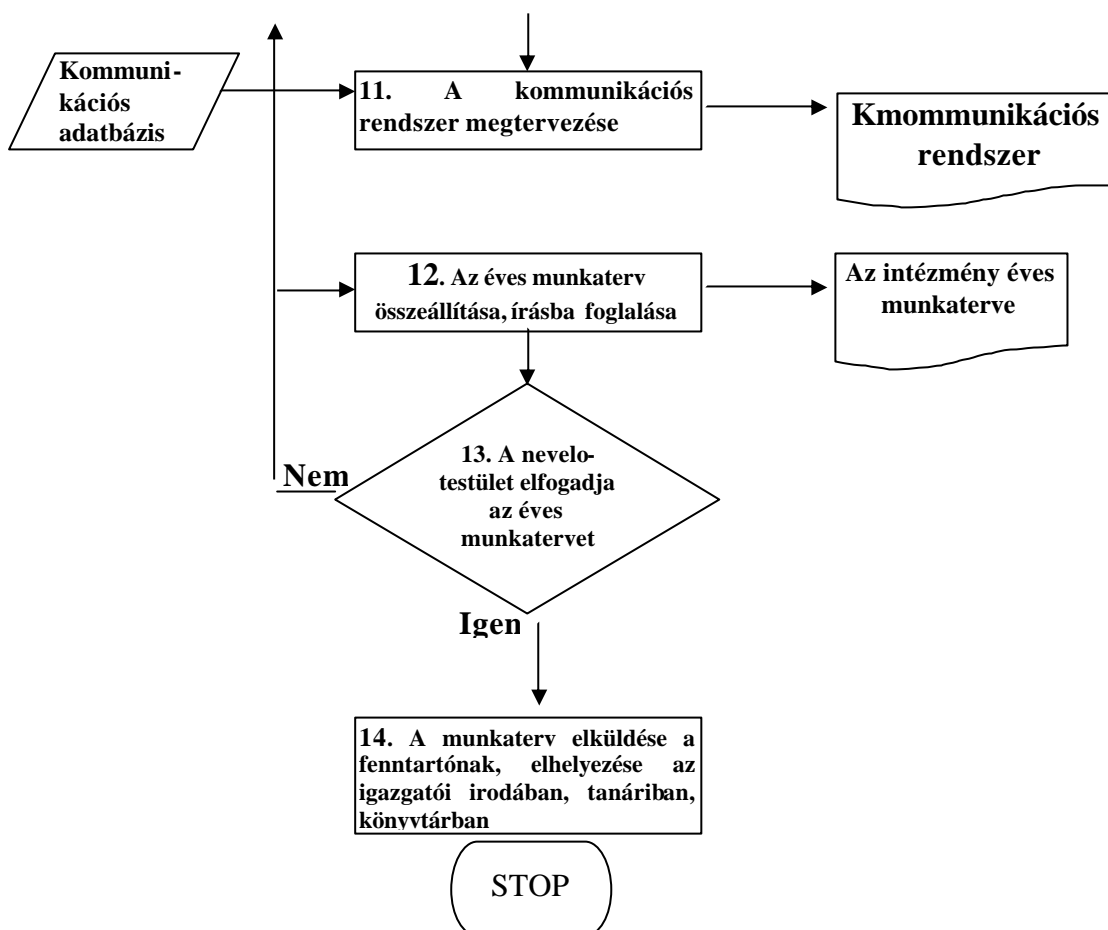 Kommuni-
kációs
adatbázis
11. A kommunikációs
rendszer megtervezése
Kmommunikációs
rendszer
12. Az éves munkaterv
összeállítása, írásba foglalása
Az intézmény éves
munkaterve
13. A nevelo-
testület elfogadja
az éves
munkatervet
Nem
Igen
14. A munkaterv elküldése a
fenntartónak, elhelyezése az
igazgatói irodában, tanáriban,
könyvtárban
STOP